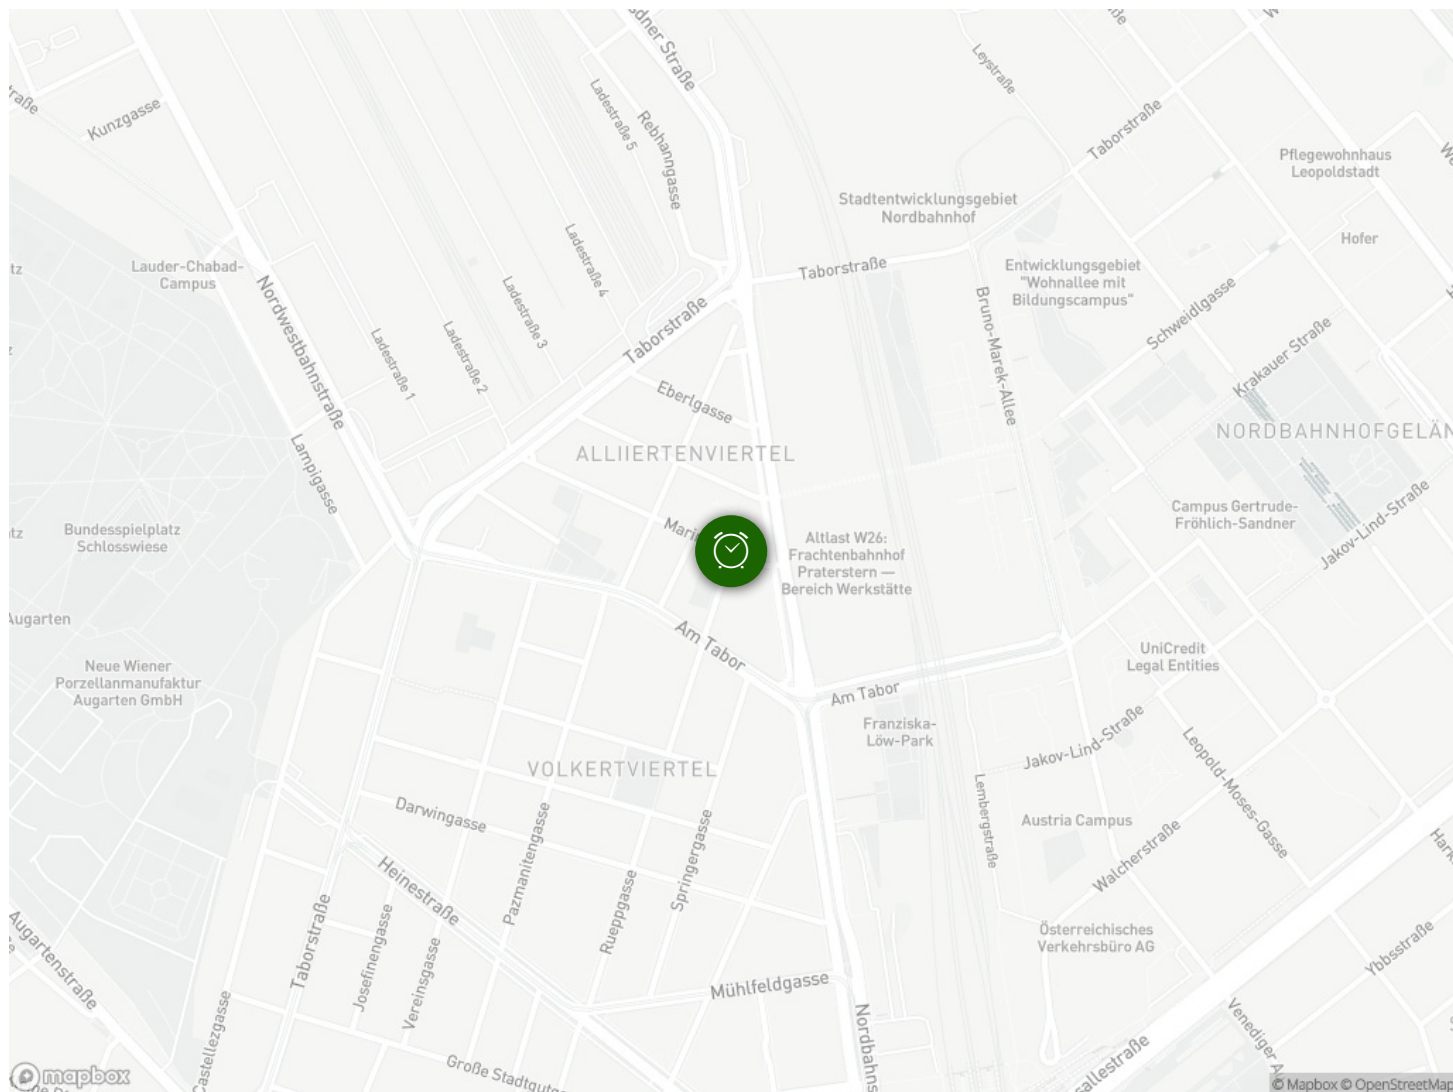 Leystraße
Kunzgasse
Ladestraße 5
Rebhanngasse
Taborstraße
Pflegewohnhaus
Leopoldstadt
Stadtentwicklungsgebiet
Nordbahnhof
Hofer
Lauder-Chabad-
Campus
Nordwestbahnstraße
Ladestraße 4
Ladestraße 3
Taborstraße
Taborstraße
Entwicklungsgebiet
"Wohnallee mit
Bildungscampus"
Bruno-Marek-Allee
Schweidlgasse
Krakauer Straße
Ladestraße 1
Ladestraße 2
Eberlgasse
Lampigasse
ALLIIERTENVIERTEL
NORDBAHNHOFGELÄN
Bundesspielplatz
Schlosswiese
Campus Gertrude-
Fröhlich-Sandner
Jakov-Lind-Straße
Altlast W26:
Frachtenbahnhof
Praterstern —
Bereich Werkstätte
Augarten
Neue Wiener
Porzellanmanufaktur
Augarten GmbH
Am Tabor
Am Tabor
UniCredit
Legal Entities
Franziska-
Löw-Park
Jakov-Lind-Straße
Leopold-Moses-Gasse
VOLKERTVIERTEL
Darwingasse
Lembergstraße
Austria Campus
Walcherstraße
Heinestraße
Pazmanitengasse
Springergasse
Rueppgasse
Taborstraße
Josefinengasse
Vereinsgasse
Augartenstraße
Österreichisches
Verkehrsbüro AG
Ybbsstraße
Mühlfeldgasse
Castellezgasse
Nordbahns
Venediger A
Große Stadtgut
sallestraße
mapbox
© Mapbox © OpenStreetMap